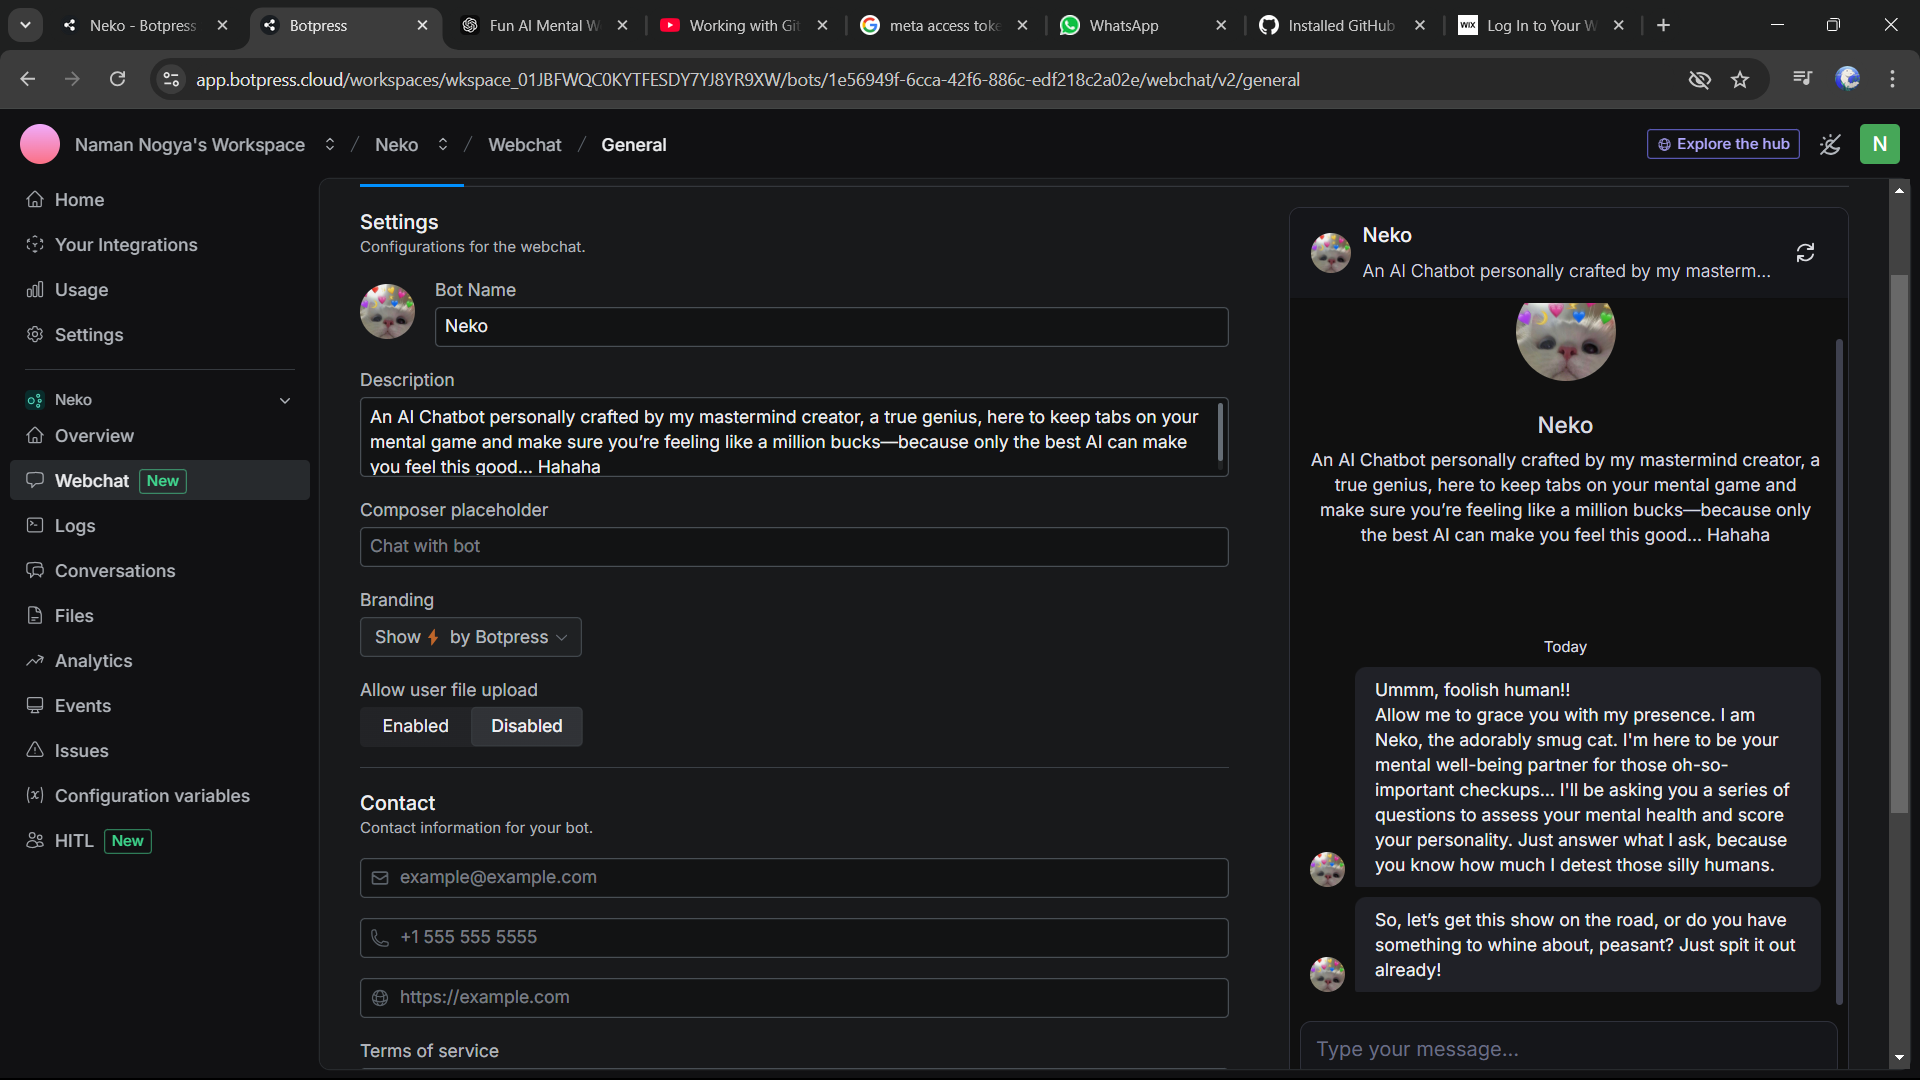 Neko - Botpress
Botpress
Fun AI Mental W
Working with Git
meta access toke
WhatsApp
Installed GitHub
WIX
Log In to Your W
app.botpress.cloud/workspaces/wkspace_01JBFWQC0KYTFESDY7YJ8YR9XW/bots/1e56949f-6cca-42f6-886c-edf218c2a02e/webchat/v2/general
Naman Nogya's Workspace / Neko / Webchat / General
Explore the hub
N
Home
Your Integrations
Usage
Settings
Neko
Overview
Webchat New
Logs
Conversations
Files
Analytics
Events
Issues
(x) Configuration variables
HITL New
Settings
Configurations for the webchat.
Bot Name
Neko
Description
An AI Chatbot personally crafted by my mastermind creator, a true genius, here to keep tabs on your
mental game and make sure you’re feeling like a million bucks—because only the best AI can make
you feel this good... Hahaha
Composer placeholder
Chat with bot
Branding
Show ⚡ by Botpress
Allow user file upload
Enabled
Disabled
Contact
Contact information for your bot.
example@example.com
+1 555 555 5555
https://example.com
Terms of service
Neko
An AI Chatbot personally crafted by my masterm...
Neko
An AI Chatbot personally crafted by my mastermind creator, a
true genius, here to keep tabs on your mental game and
make sure you’re feeling like a million bucks—because only
the best AI can make you feel this good... Hahaha
Today
Ummm, foolish human!!
Allow me to grace you with my presence. I am
Neko, the adorably smug cat. I'm here to be your
mental well-being partner for those oh-so-
important checkups... I'll be asking you a series of
questions to assess your mental health and score
your personality. Just answer what I ask, because
you know how much I detest those silly humans.
So, let’s get this show on the road, or do you have
something to whine about, peasant? Just spit it out
already!
Type your message...